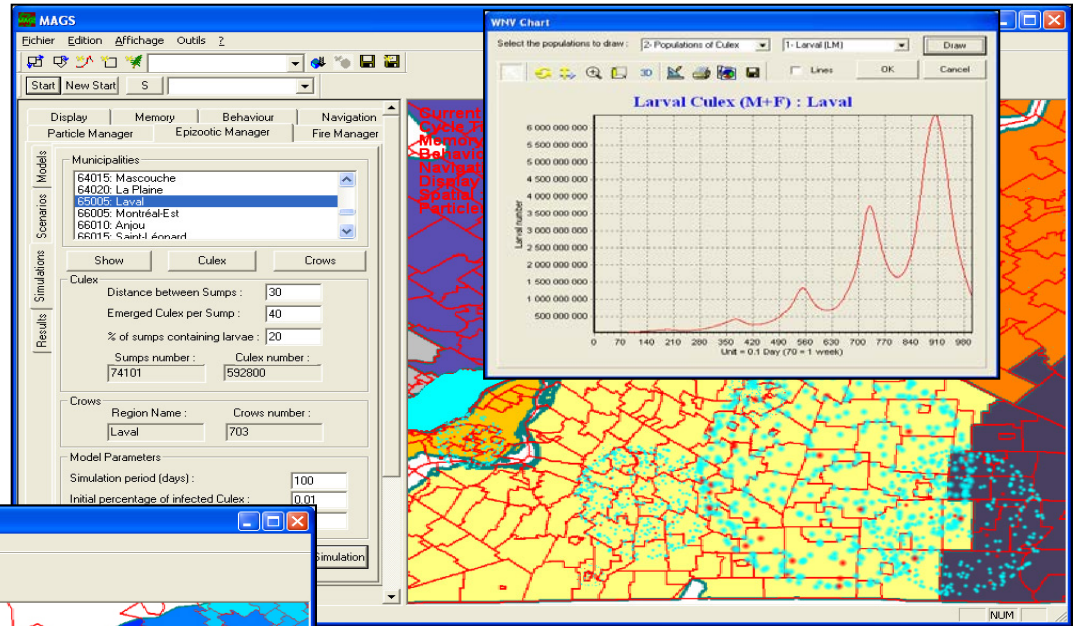 MAGS
Fichier Edition Affichage Outils ?
Start New Start S
Display Memory Behaviour Navigation
Particle Manager Epizootic Manager Fire Manager
Models
Scenarios
Simulations
Results
Municipalities
64015: Mascouche
64020: La Plaine
65005: Laval
66005: Montréal-Est
66010: Anjou
66015: Saint-Léonard
Show Culex Crows
Culex
Distance between Sumps : 30
Emerged Culex per Sump : 40
% of sumps containing larvae : 20
Sumps number : Culex number :
74101 592800
Crows
Region Name : Crows number :
Laval 703
Model Parameters
Simulation period (days) : 100
Initial percentage of infected Culex : 0.01
Simulation
Current
Cycle Ti
Memory
Behavio
Navigat
Display
Spatial
Particle
WNV Chart
Select the populations to draw : 2- Populations of Culex 1- Larval (LM) Draw
3D Lines OK Cancel
Larval Culex (M+F) : Laval
6 000 000 000
5 500 000 000
5 000 000 000
4 500 000 000
4 000 000 000
3 500 000 000
3 000 000 000
2 500 000 000
2 000 000 000
1 500 000 000
1 000 000 000
500 000 000
Larval number
0 70 140 210 280 350 420 490 560 630 700 770 840 910 980
Unit = 0.1 Day (70 = 1 week)
NUM